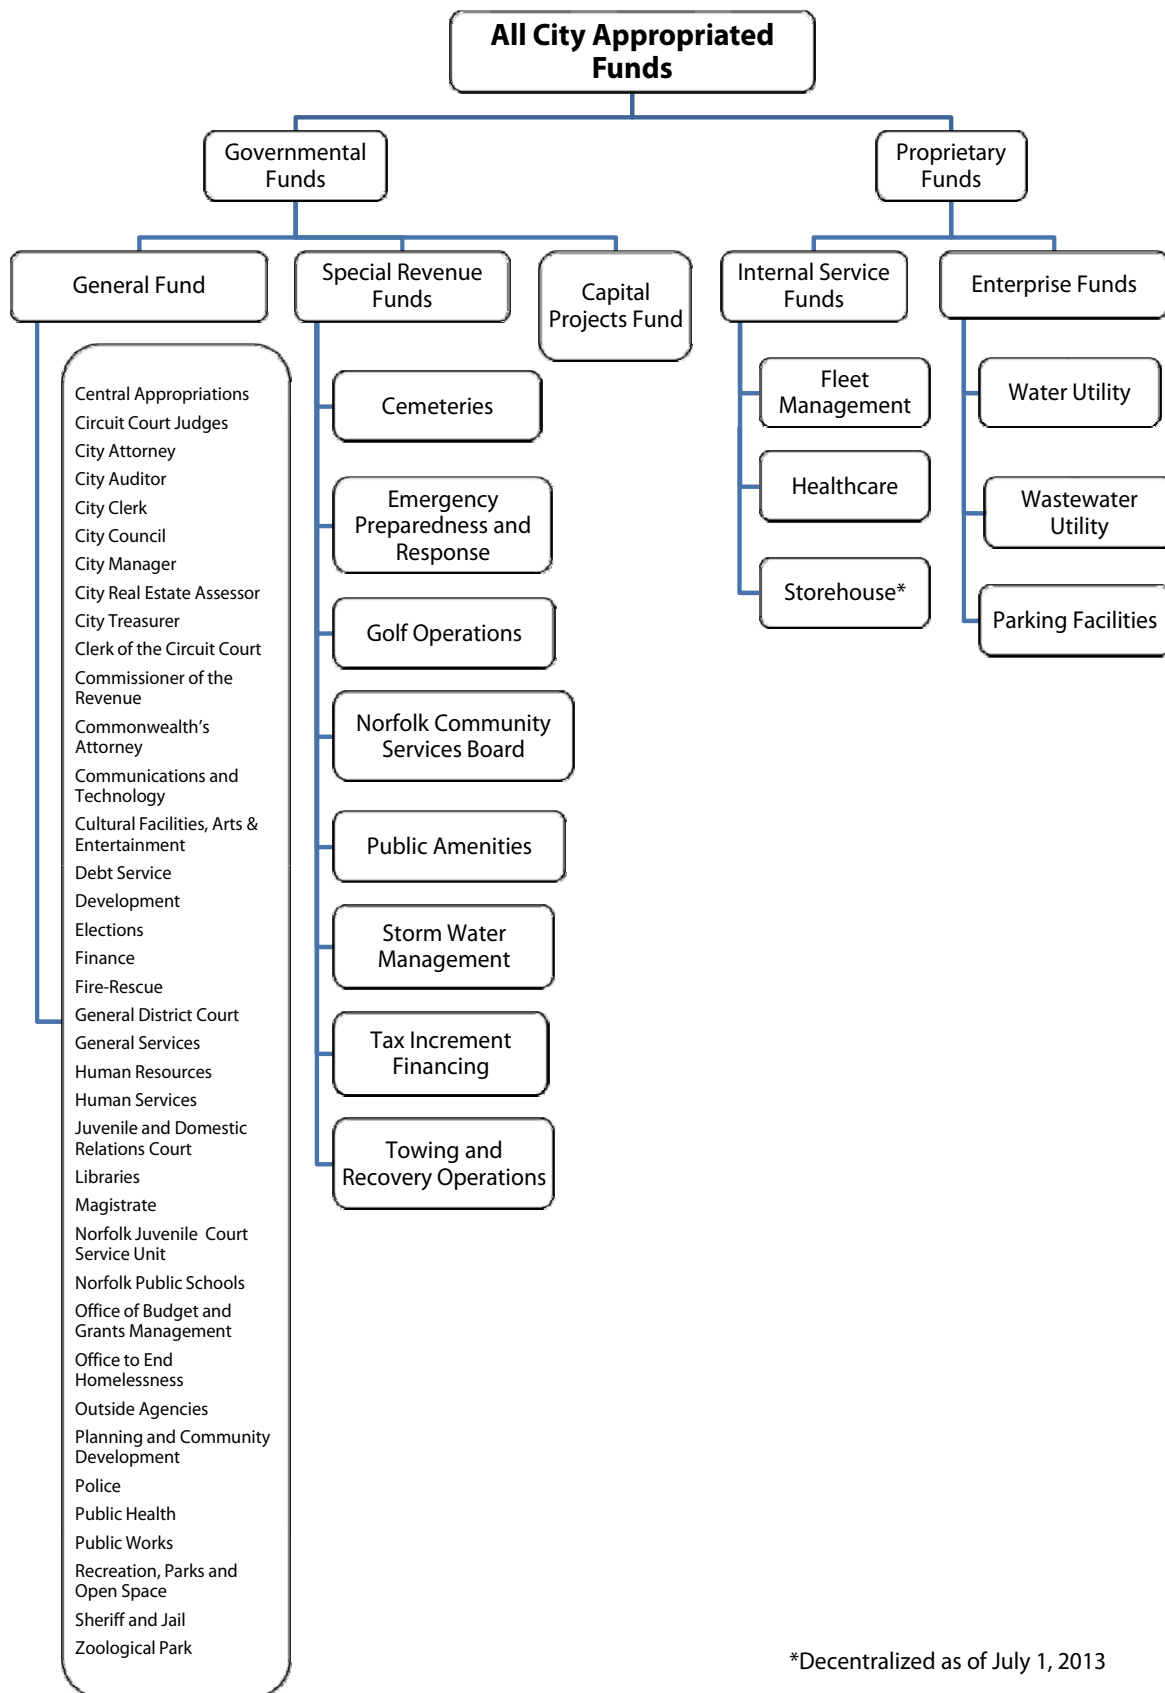 All City Appropriated
Funds
Governmental
Funds
Proprietary
Funds
General Fund
Special Revenue
Funds
Capital
Projects Fund
Internal Service
Funds
Enterprise Funds
Central Appropriations
Circuit Court Judges
City Attorney
City Auditor
City Clerk
City Council
City Manager
City Real Estate Assessor
City Treasurer
Clerk of the Circuit Court
Commissioner of the
Revenue
Commonwealth’s
Attorney
Communications and
Technology
Cultural Facilities, Arts &
Entertainment
Debt Service
Development
Elections
Finance
Fire-Rescue
General District Court
General Services
Human Resources
Human Services
Juvenile and Domestic
Relations Court
Libraries
Magistrate
Norfolk Juvenile Court
Service Unit
Norfolk Public Schools
Office of Budget and
Grants Management
Office to End
Homelessness
Outside Agencies
Planning and Community
Development
Police
Public Health
Public Works
Recreation, Parks and
Open Space
Sheriff and Jail
Zoological Park
Cemeteries
Emergency
Preparedness and
Response
Golf Operations
Norfolk Community
Services Board
Public Amenities
Storm Water
Management
Tax Increment
Financing
Towing and
Recovery Operations
Fleet
Management
Healthcare
Storehouse*
Water Utility
Wastewater
Utility
Parking Facilities
*Decentralized as of July 1, 2013